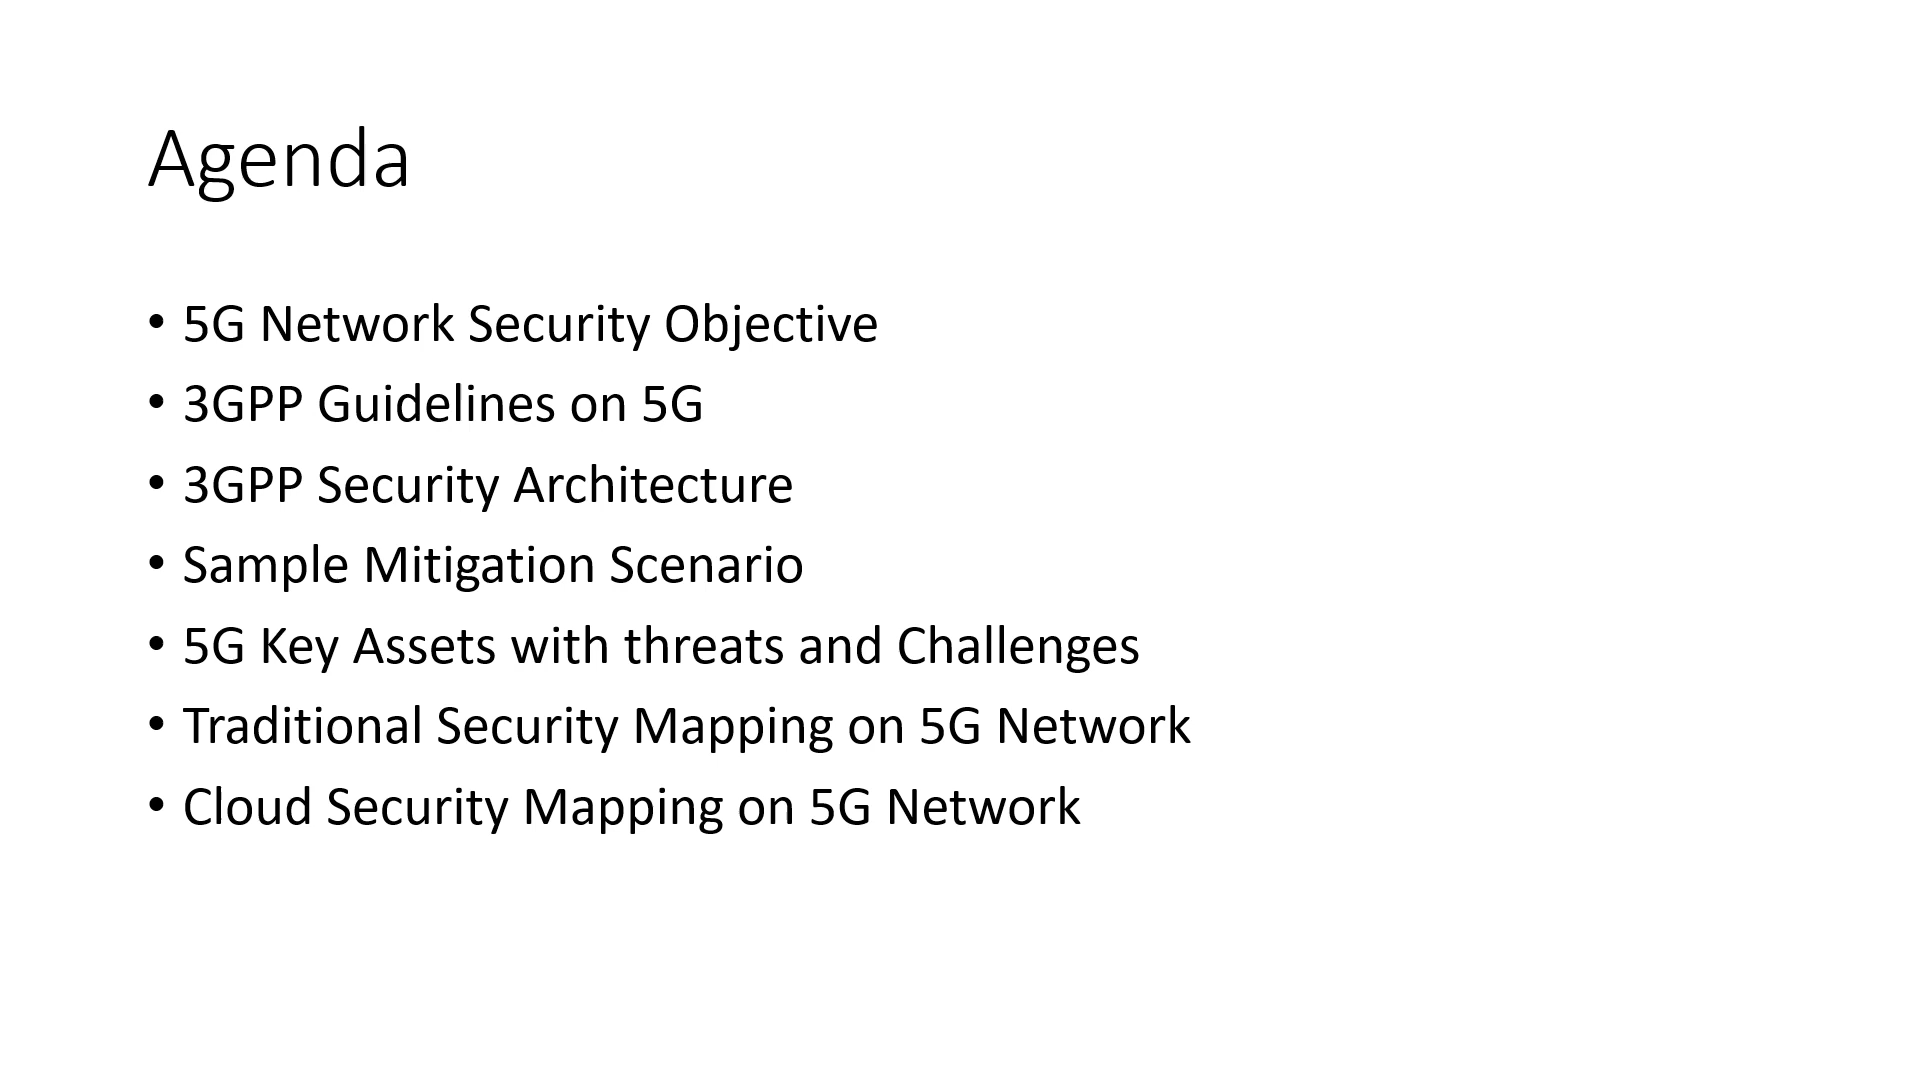 Agenda
• 5G Network Security Objective
• 3GPP Guidelines on 5G
• 3GPP Security Architecture
• Sample Mitigation Scenario
• 5G Key Assets with threats and Challenges
• Traditional Security Mapping on 5G Network
• Cloud Security Mapping on 5G Network